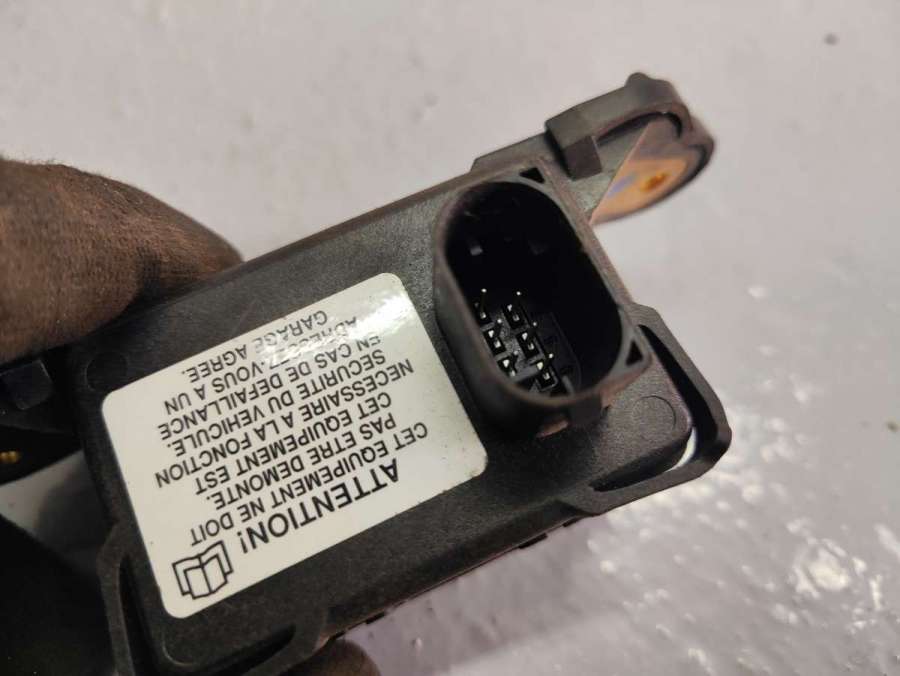 ATTENTION!
CET EQUIPEMENT NE DOIT
PAS ETRE DEMONTE.
CET EQUIPEMENT EST
NECESSAIRE A LA FONCTION
SECURITE DU VEHICULE.
EN CAS DE DEFAILLANCE
ADRESSEZ-VOUS A UN
GARAGE AGREE.